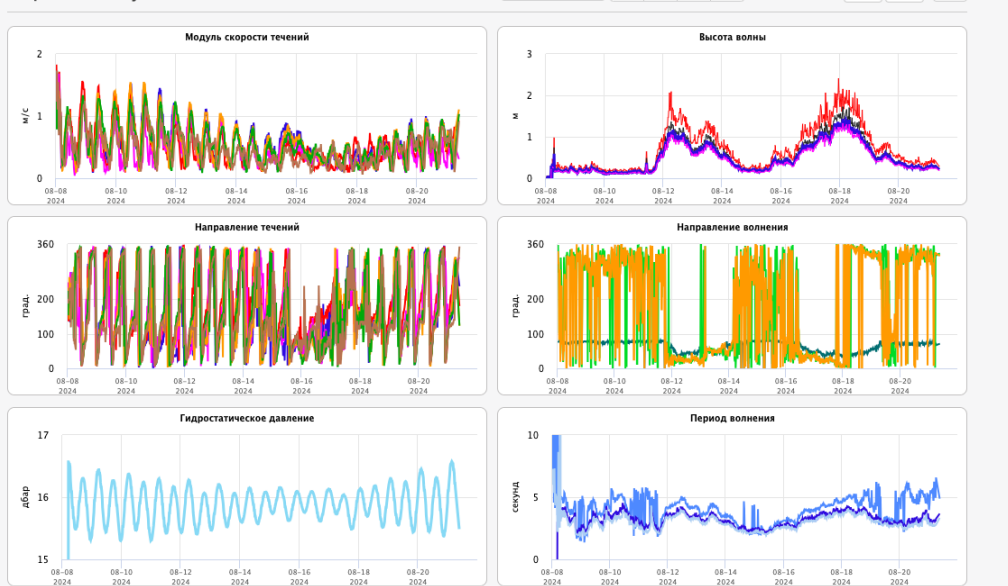 Модуль скорости течений
2
1
0
м/с
08-08 08-10 08-12 08-14 08-16 08-18 08-20
2024 2024 2024 2024 2024 2024 2024
Высота волны
3
2
1
0
м
08-08 08-10 08-12 08-14 08-16 08-18 08-20
2024 2024 2024 2024 2024 2024 2024
Направление течений
360
200
100
0
град.
08-08 08-10 08-12 08-14 08-16 08-18 08-20
2024 2024 2024 2024 2024 2024 2024
Направление волнения
360
200
100
0
град.
08-08 08-10 08-12 08-14 08-16 08-18 08-20
2024 2024 2024 2024 2024 2024 2024
Гидростатическое давление
17
16
15
дбар
08-08 08-10 08-12 08-14 08-16 08-18 08-20
2024 2024 2024 2024 2024 2024 2024
Период волнения
10
5
0
секунд
08-08 08-10 08-12 08-14 08-16 08-18 08-20
2024 2024 2024 2024 2024 2024 2024